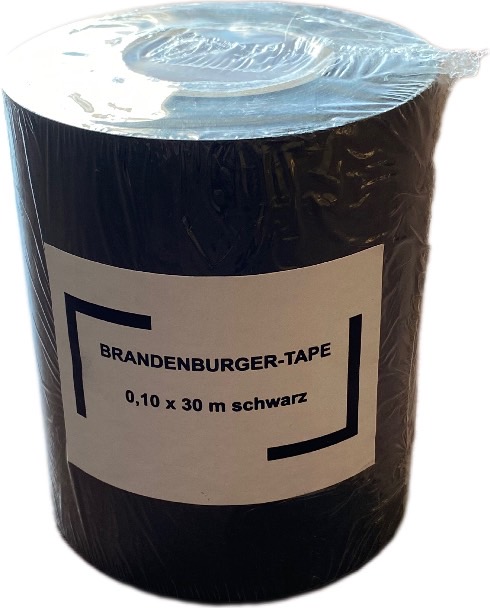 BRANDENBURGER-TAPE
0,10 x 30 m schwarz